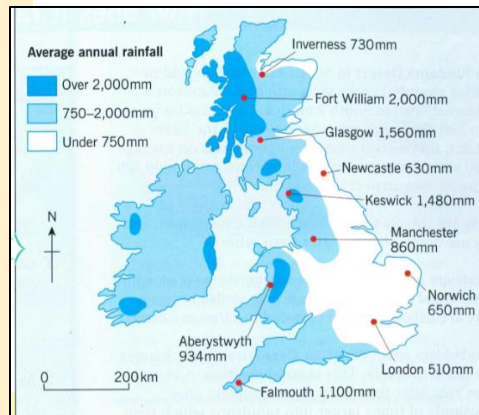 Average annual rainfall
Over 2,000mm
750–2,000mm
Under 750mm
N
0 200km
Inverness 730mm
Fort William 2,000mm
Glasgow 1,560mm
Newcastle 630mm
Keswick 1,480mm
Manchester
860mm
Norwich
650mm
Aberystwyth
934mm
London 510mm
Falmouth 1,100mm